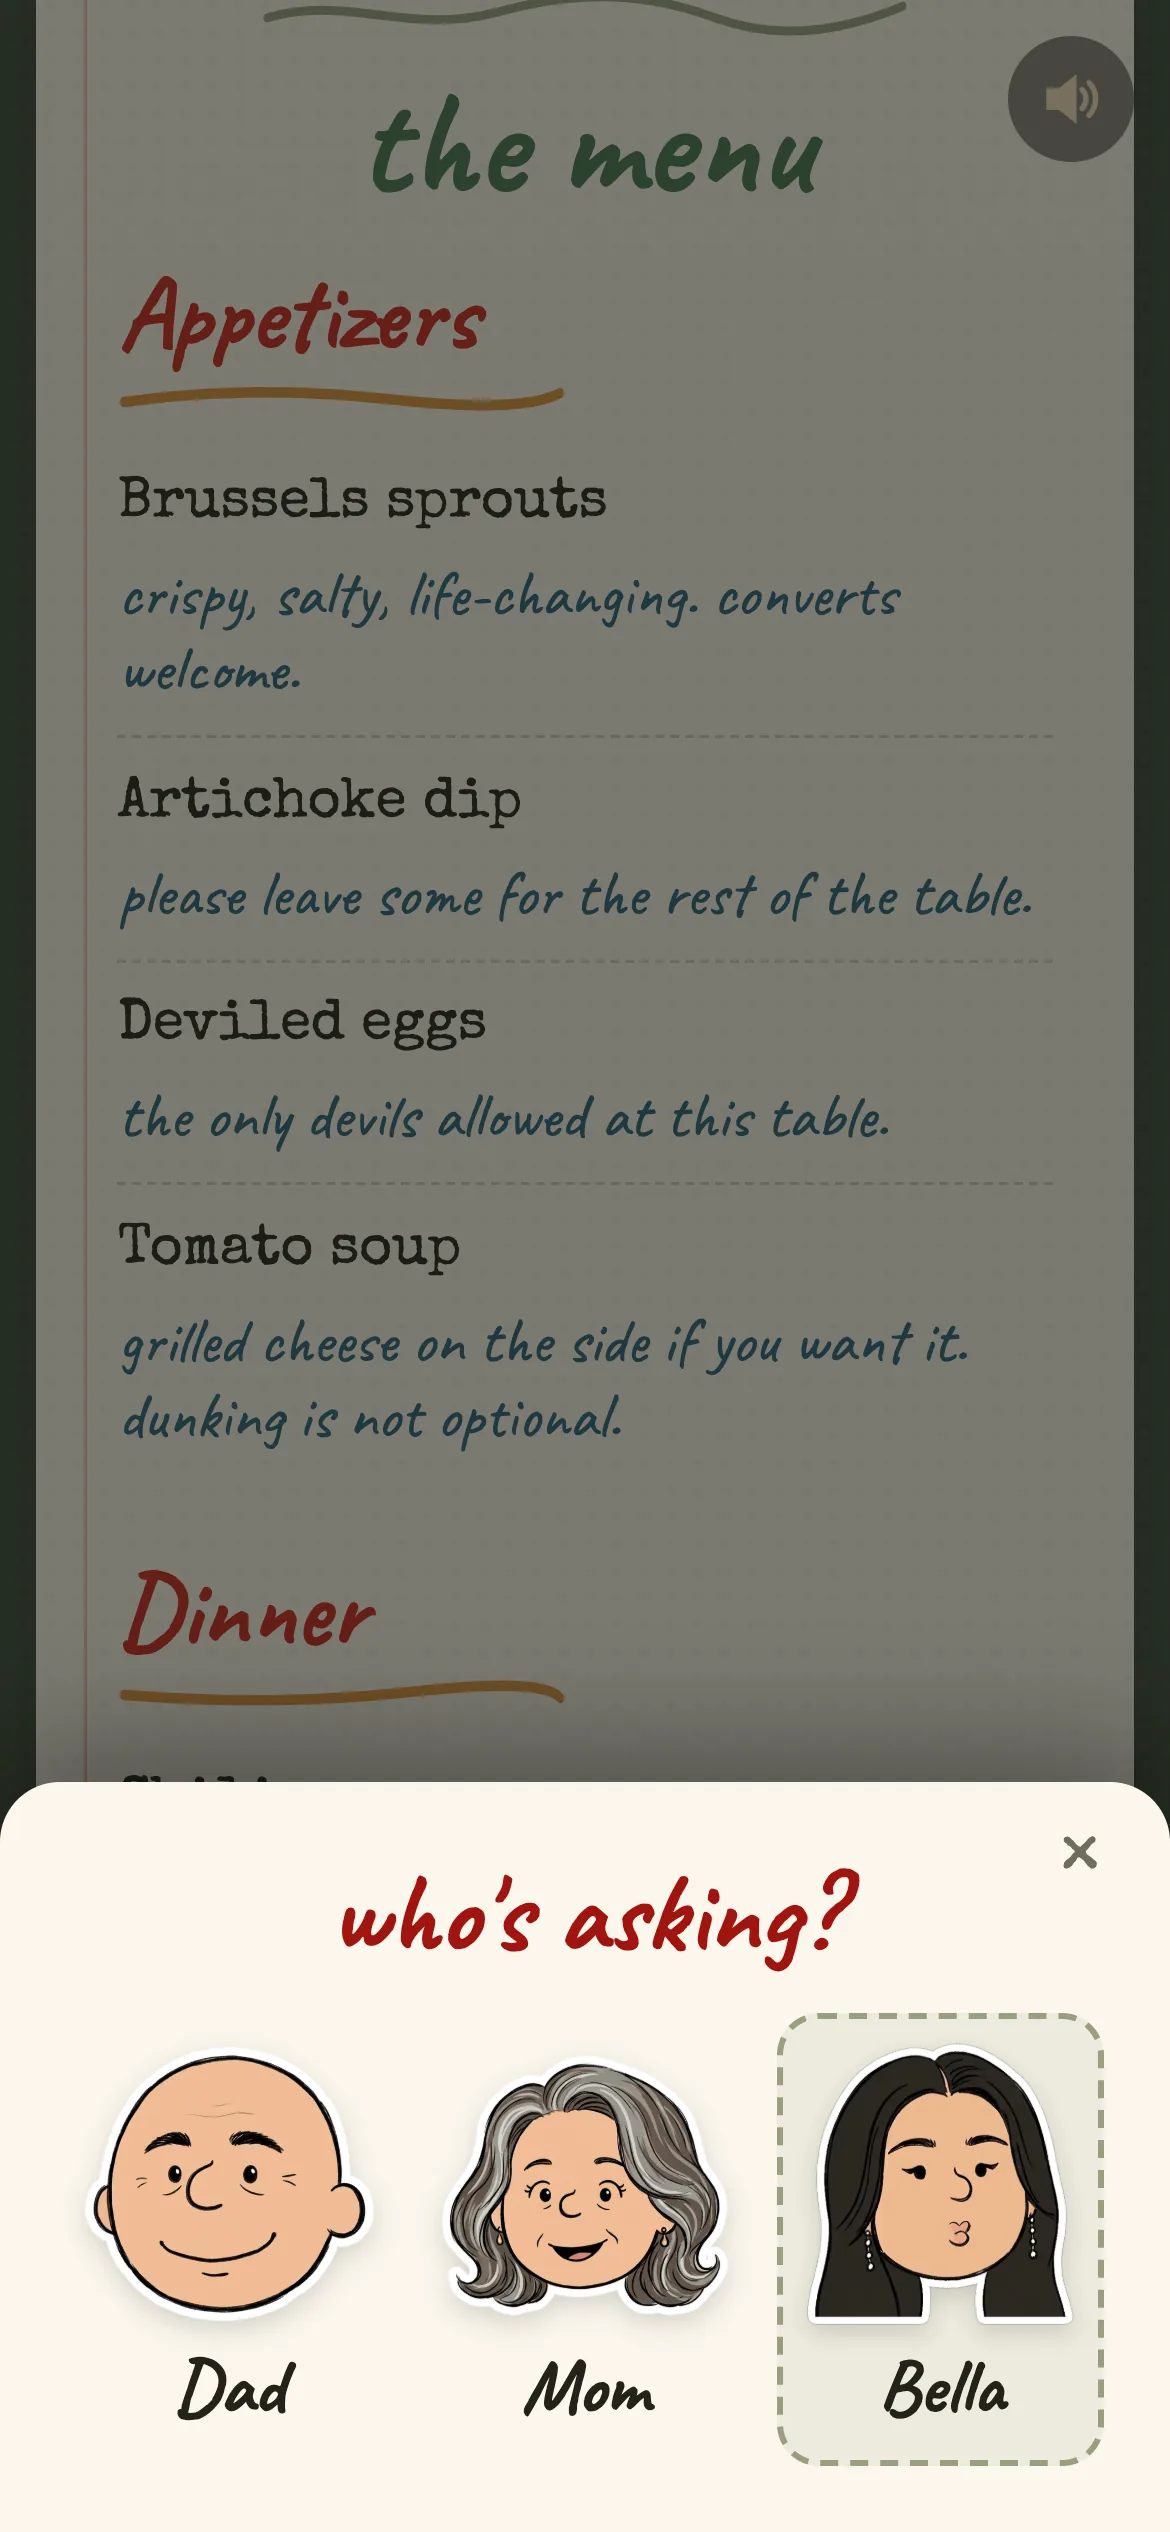 the menu
Appetizers
Brussels sprouts
crispy, salty, life-changing. converts
welcome.
Artichoke dip
please leave some for the rest of the table.
Deviled eggs
the only devils allowed at this table.
Tomato soup
grilled cheese on the side if you want it.
dunking is not optional.
Dinner
who's asking?
Dad
Mom
Bella